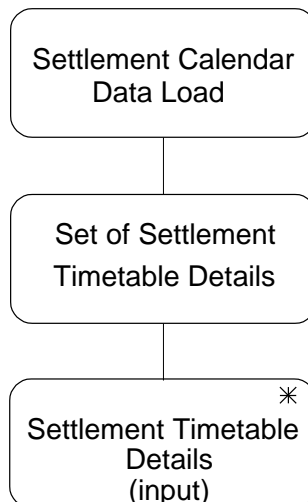 Settlement Calendar
Data Load
Set of Settlement
Timetable Details
*
Settlement Timetable
Details
(input)